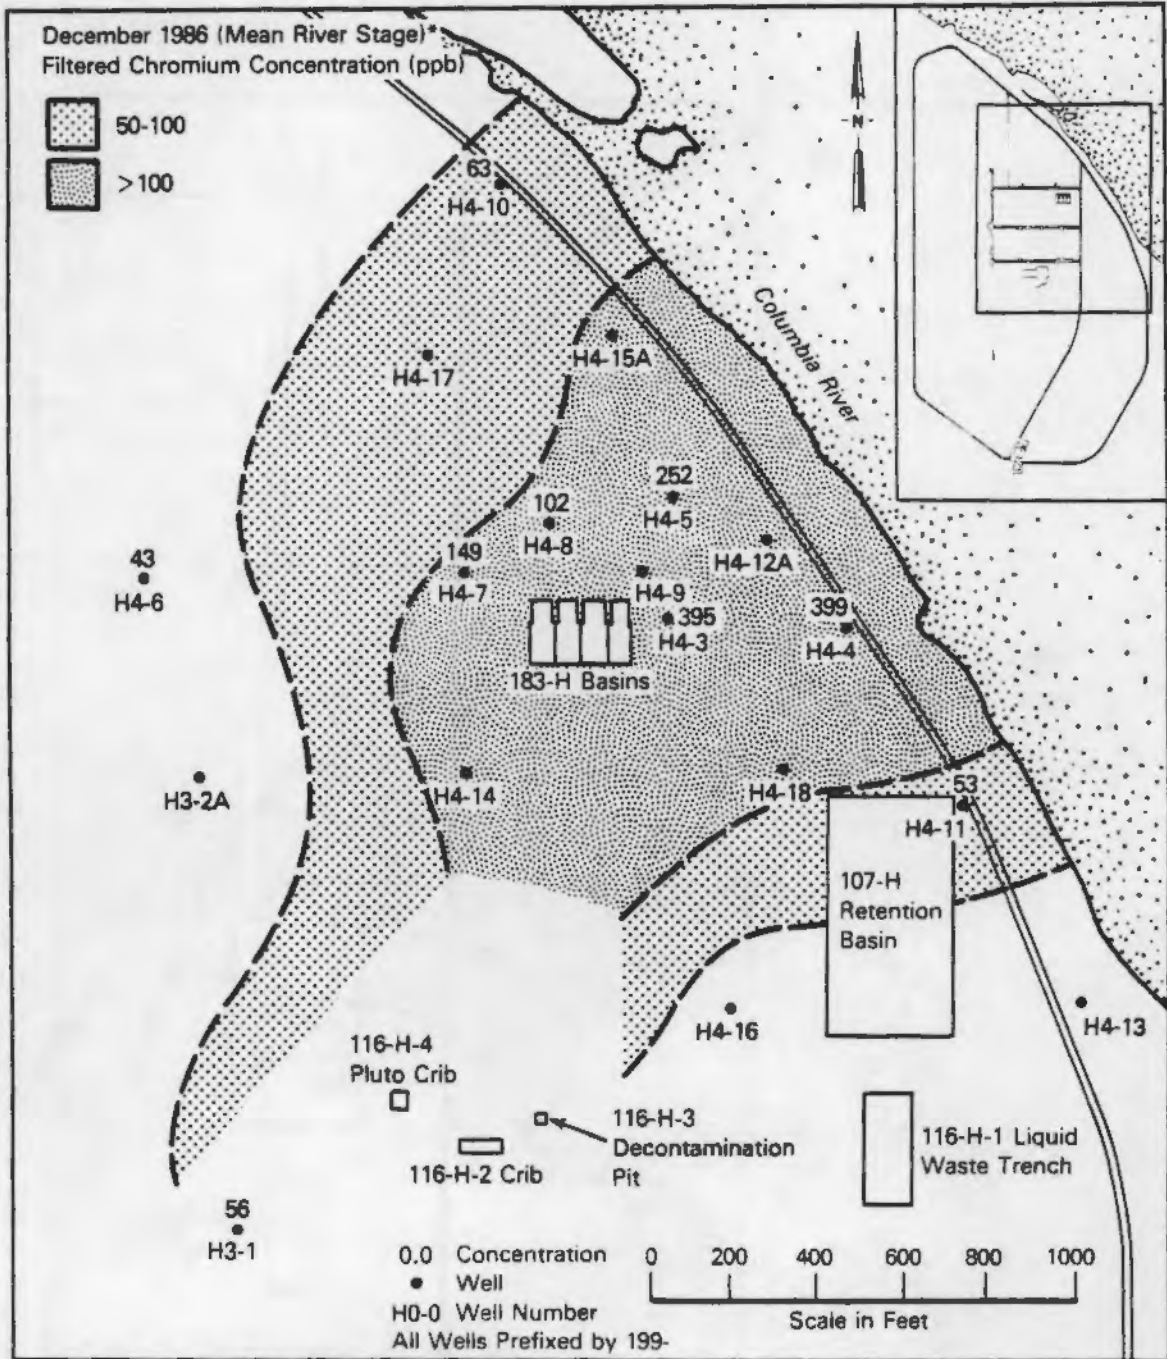 December 1986 (Mean River Stage)*
Filtered Chromium Concentration (ppb)
50-100
>100
N
63
H4-10
Columbia River
H4-15A
H4-17
252
H4-5
102
H4-8
H4-12A
149
H4-7
H4-9
43
H4-6
395
H4-3
399
H4-4
183-H Basins
H3-2A
H4-14
H4-18
53
H4-11
107-H
Retention
Basin
H4-16
H4-13
116-H-4
Pluto Crib
116-H-3
Decontamination
Pit
116-H-2 Crib
116-H-1 Liquid
Waste Trench
56
H3-1
0.0 Concentration
Well
H0-0 Well Number
All Wells Prefixed by 199-
0 200 400 600 800 1000
Scale in Feet